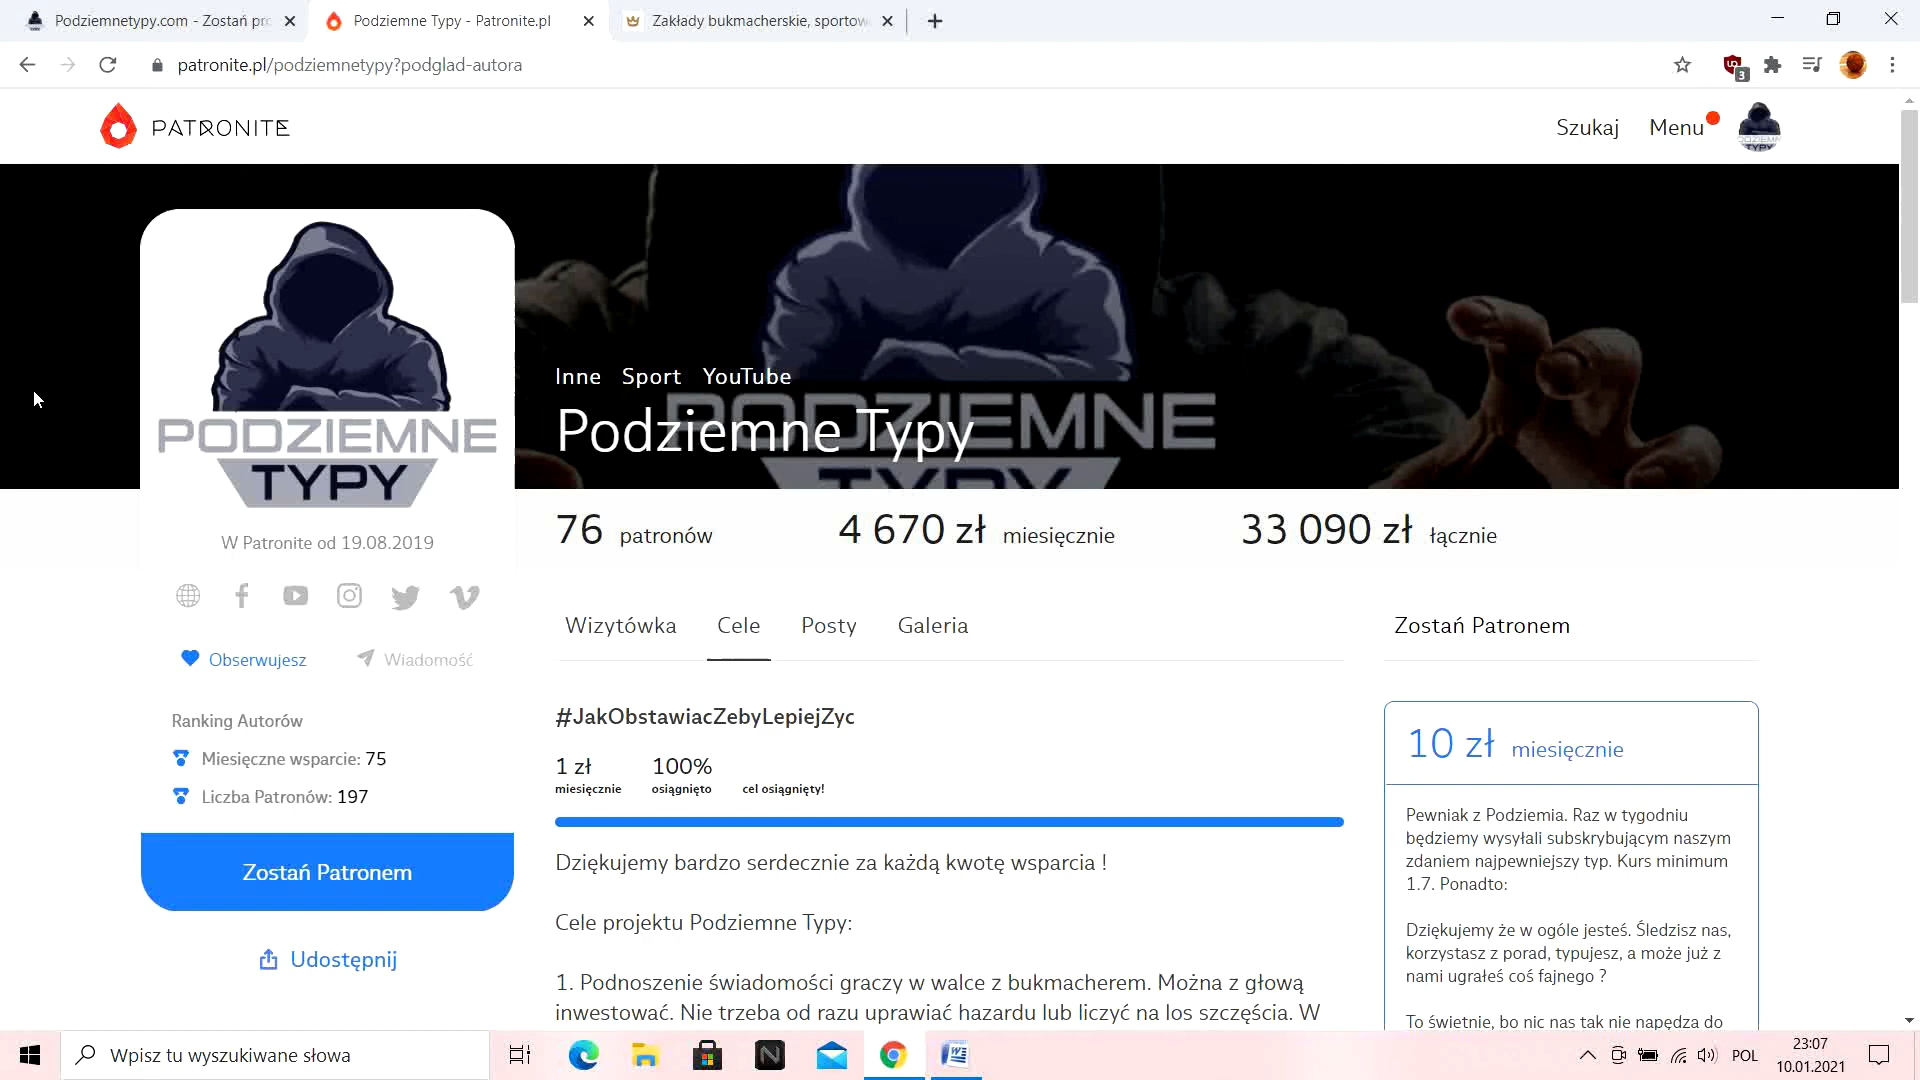 Podziemnetypy.com - Zostań pro
Podziemne Typy - Patronite.pl
Zakłady bukmacherskie, sportow
patronite.pl/podziemnetypy?podglad-autora
3
PATRONITE
Szukaj
Menu
PODZIEMNE
TYPY
PODZIEMNE
TYPY
Inne Sport YouTube
Podziemne Typy
PODZIEMNE
TYPY
W Patronite od 19.08.2019
76 patronów
4 670 zł miesięcznie
33 090 zł łącznie
Obserwujesz
Wiadomość
Ranking Autorów
Miesięczne wsparcie: 75
Liczba Patronów: 197
Zostań Patronem
Udostępnij
Wizytówka
Cele
Posty
Galeria
#JakObstawiacZebyLepiejZyc
1 zł
miesięcznie
100%
osiągnięto
cel osiągnięty!
Dziękujemy bardzo serdecznie za każdą kwotę wsparcia !
Cele projektu Podziemne Typy:
1. Podnoszenie świadomości graczy w walce z bukmacherem. Można z głową
inwestować. Nie trzeba od razu uprawiać hazardu lub liczyć na los szczęścia. W
Zostań Patronem
10 zł miesięcznie
Pewniak z Podziemia. Raz w tygodniu
będziemy wysyłali subskrybującym naszym
zdaniem najpewniejszy typ. Kurs minimum
1.7. Ponadto:
Dziękujemy że w ogóle jesteś. Śledzisz nas,
korzystasz z porad, typujesz, a może już z
nami ugrałeś coś fajnego ?
To świetnie, bo nic nas tak nie napędza do
Wpisz tu wyszukiwane słowa
POL
23:07
10.01.2021